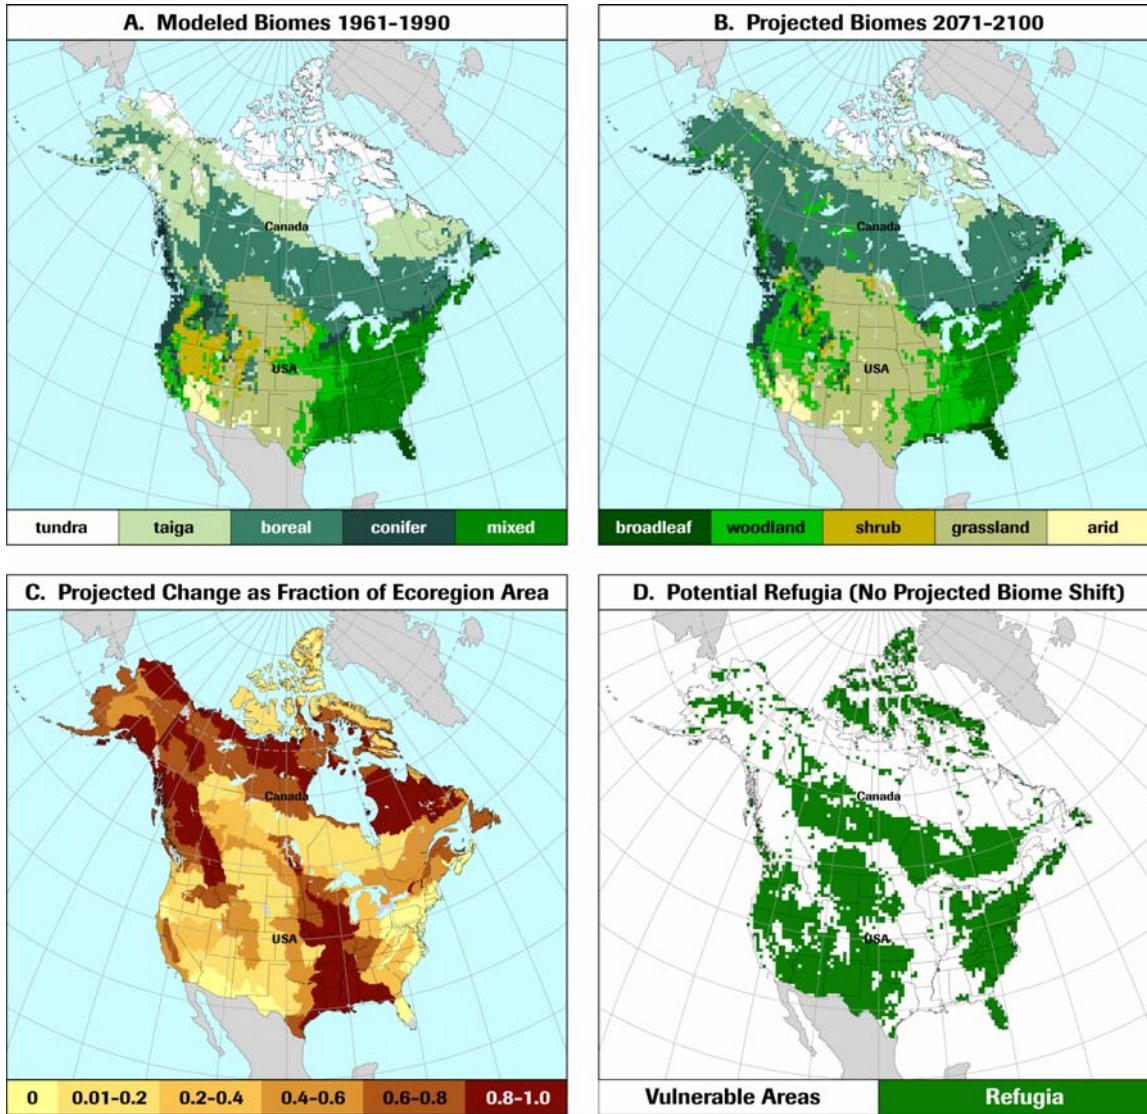 A. Modeled Biomes 1961-1990
Canada
USA
tundra taiga boreal conifer mixed
B. Projected Biomes 2071-2100
Canada
USA
broadleaf woodland shrub grassland arid
C. Projected Change as Fraction of Ecoregion Area
Canada
USA
0 0.01-0.2 0.2-0.4 0.4-0.6 0.6-0.8 0.8-1.0
D. Potential Refugia (No Projected Biome Shift)
Canada
USA
Vulnerable Areas Refugia